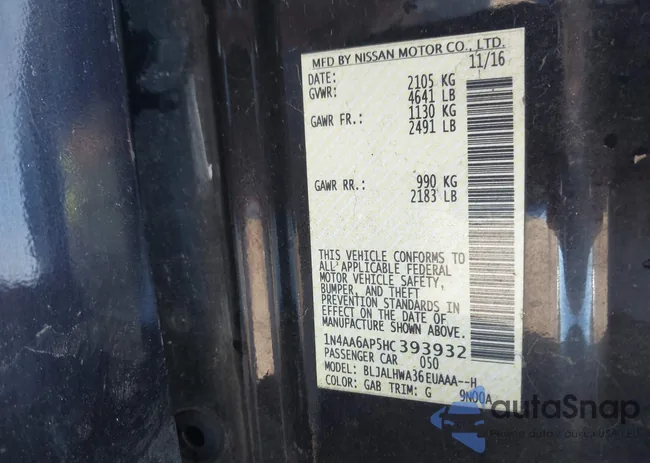 MFD BY NISSAN MOTOR CO., LTD.
DATE: 11/16
GVWR: 2105 KG
4641 LB
GAWR FR.: 1130 KG
2491 LB
GAWR RR.: 990 KG
2183 LB
THIS VEHICLE CONFORMS TO
ALL APPLICABLE FEDERAL
MOTOR VEHICLE SAFETY,
BUMPER, AND THEFT
PREVENTION STANDARDS IN
EFFECT ON THE DATE OF
MANUFACTURE SHOWN ABOVE.
1N4AA6AP5HC393932
PASSENGER CAR 050
MODEL: BLJALHWA36EUAAA--H
COLOR: GAB TRIM: G 9N00A
autaSnap